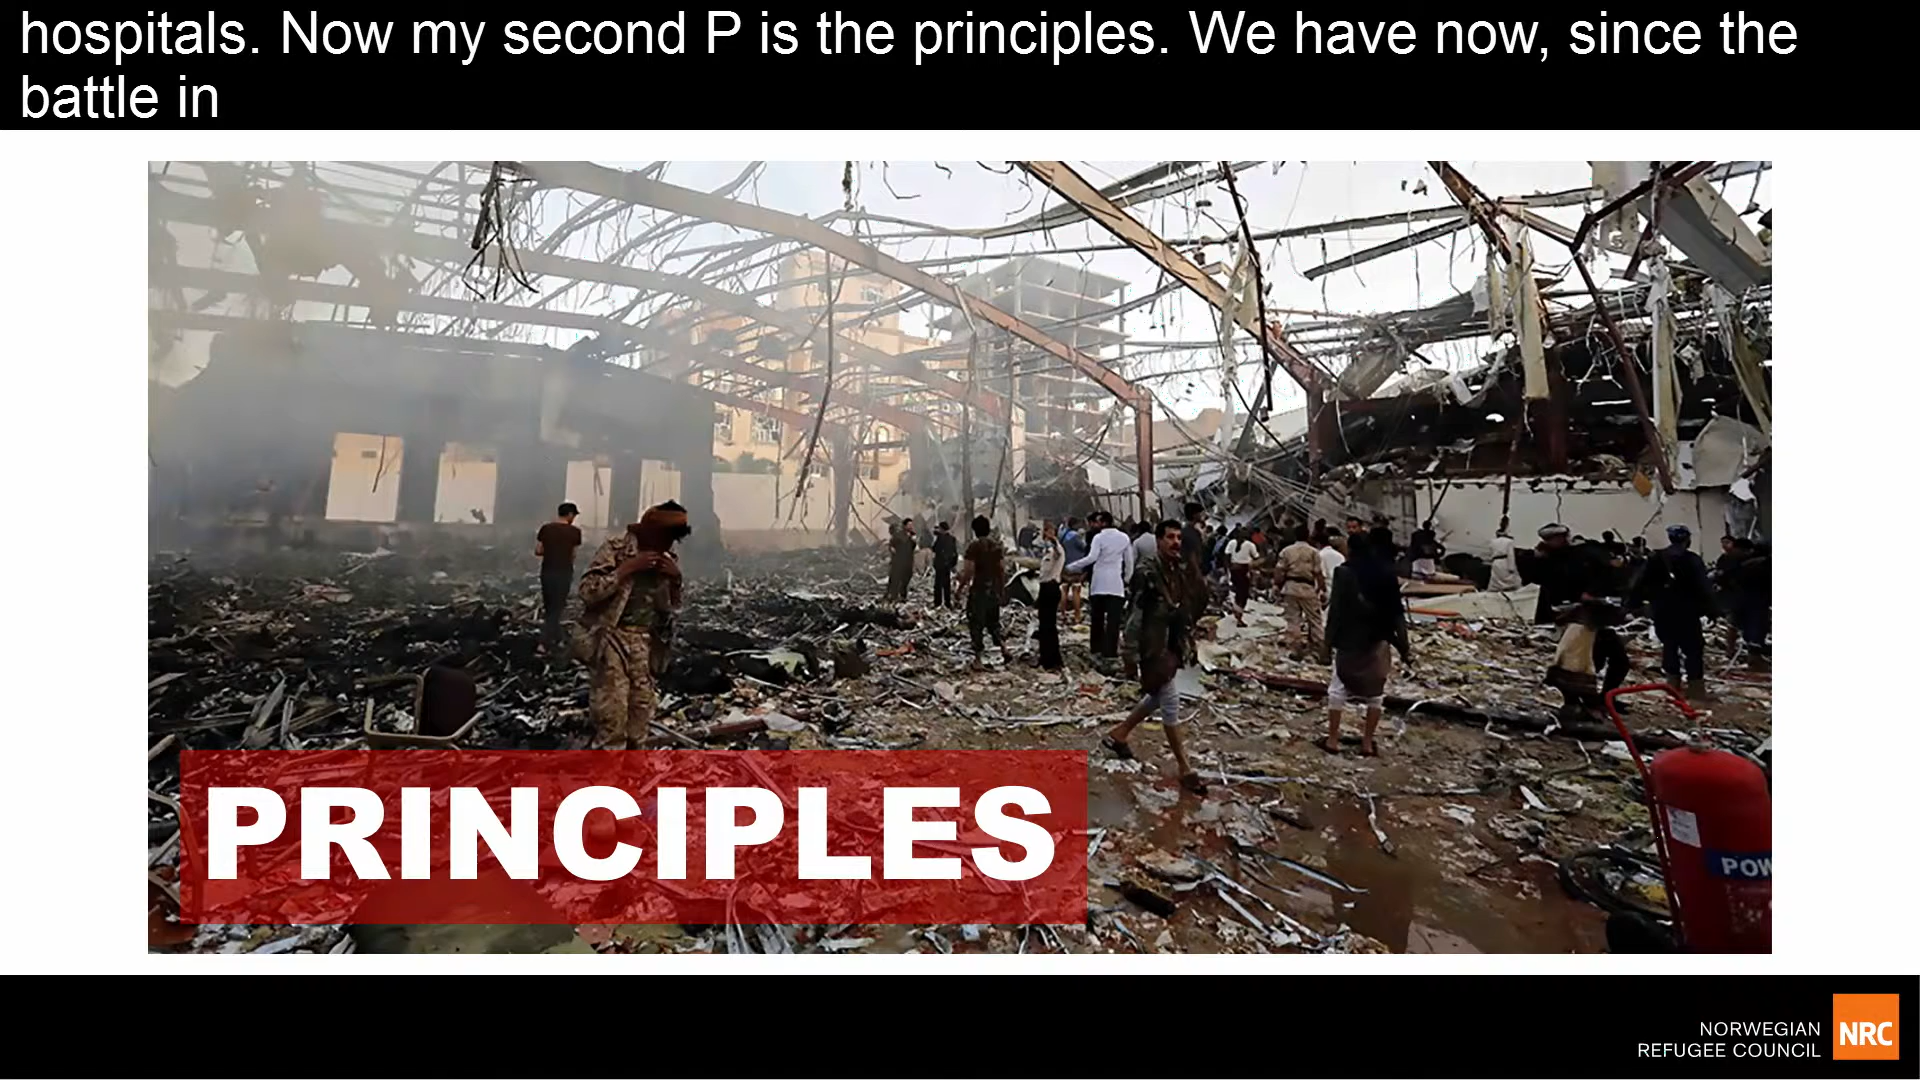 hospitals. Now my second P is the principles. We have now, since the
battle in
PRINCIPLES
POW
NORWEGIAN
REFUGEE COUNCIL
NRC